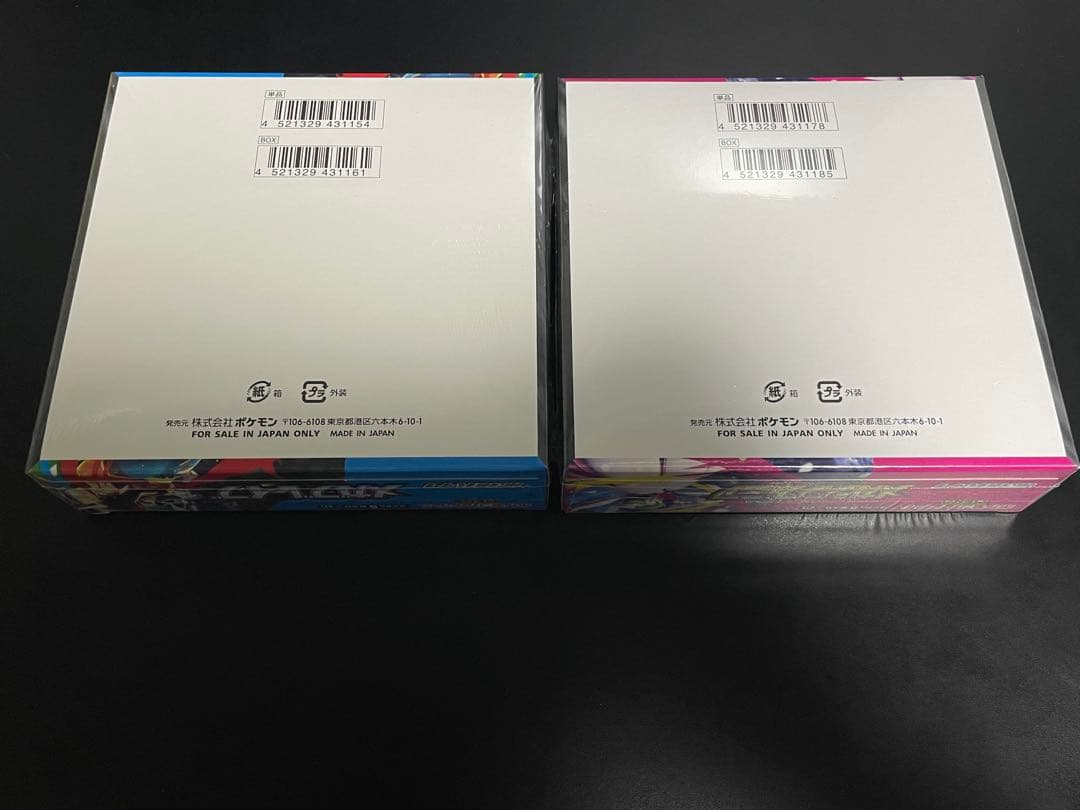 単品
4 521329 431154
BOX
4 521329 431161
紙 箱 プラ 外装
発売元 株式会社 ポケモン 〒106-6108 東京都港区六本木6-10-1
FOR SALE IN JAPAN ONLY MADE IN JAPAN
単品
4 521329 431178
BOX
4 521329 431185
紙 箱 プラ 外装
発売元 株式会社 ポケモン 〒106-6108 東京都港区六本木6-10-1
FOR SALE IN JAPAN ONLY MADE IN JAPAN